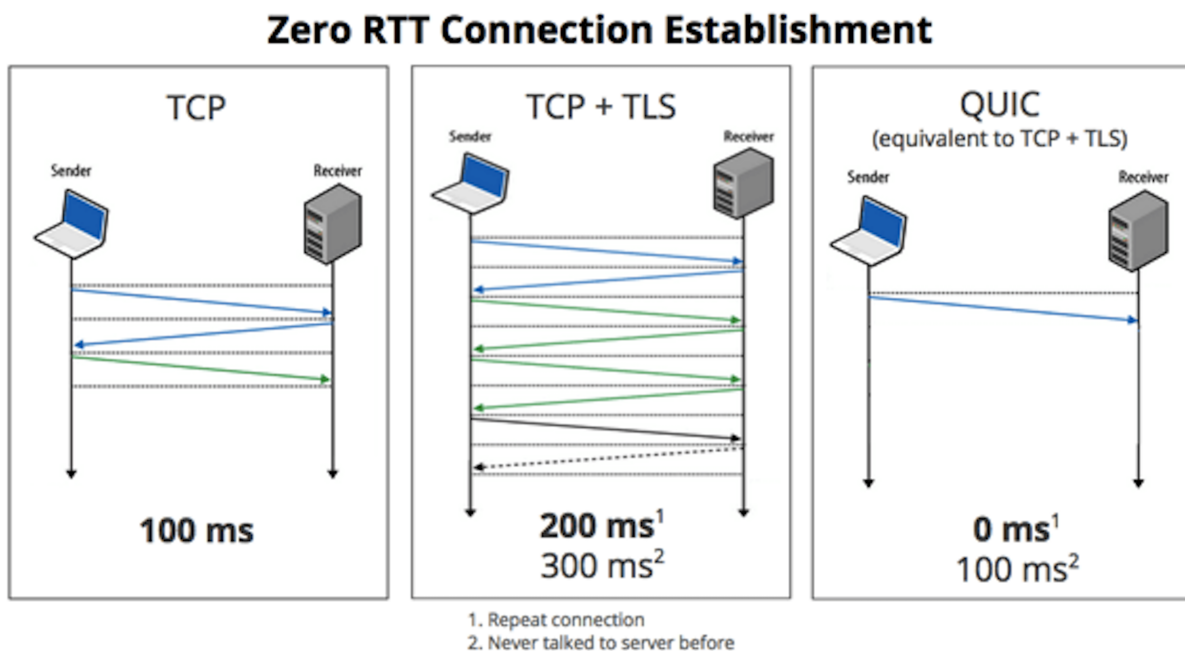 Zero RTT Connection Establishment
TCP
Sender
Receiver
100 ms
TCP + TLS
Sender
Receiver
200 ms¹
300 ms²
QUIC
(equivalent to TCP + TLS)
Sender
Receiver
0 ms¹
100 ms²
1. Repeat connection
2. Never talked to server before